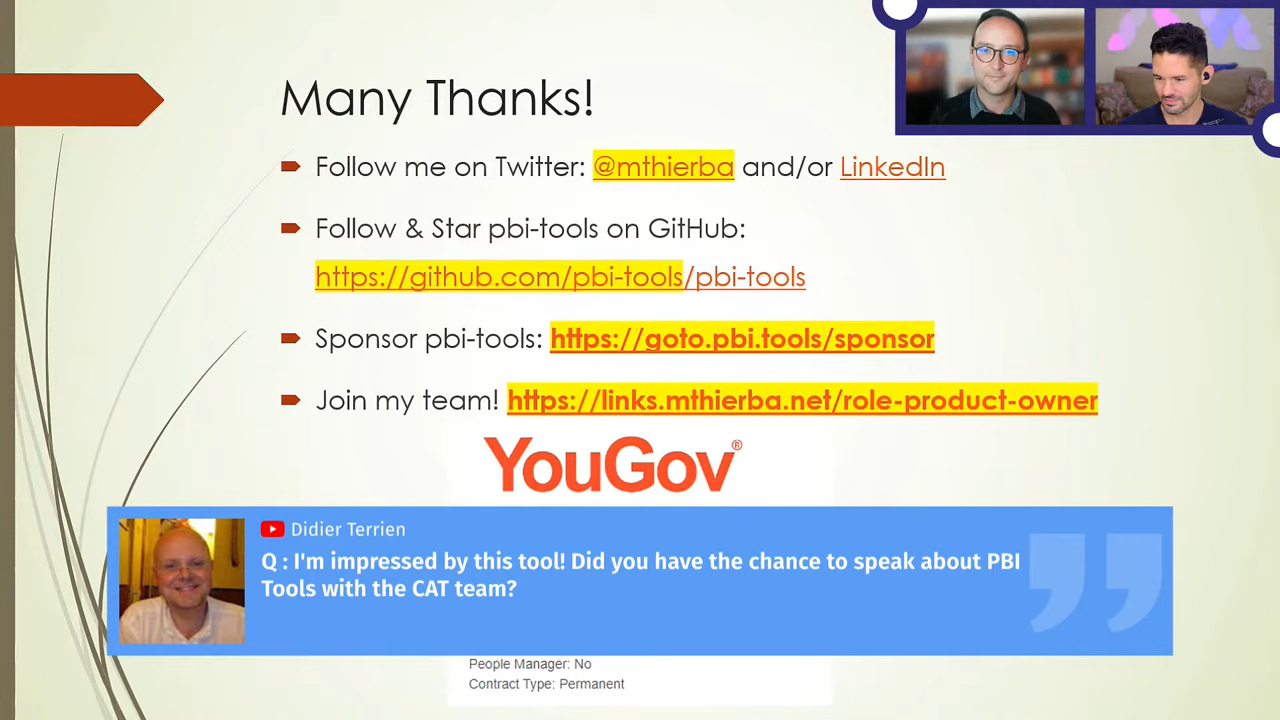 Many Thanks!
Follow me on Twitter: @mthierba and/or LinkedIn
Follow & Star pbi-tools on GitHub:
https://github.com/pbi-tools/pbi-tools
Sponsor pbi-tools: https://goto.pbi.tools/sponsor
Join my team! https://links.mthierba.net/role-product-owner
YouGov®
Didier Terrien
Q : I'm impressed by this tool! Did you have the chance to speak about PBI
Tools with the CAT team?
People Manager: No
Contract Type: Permanent